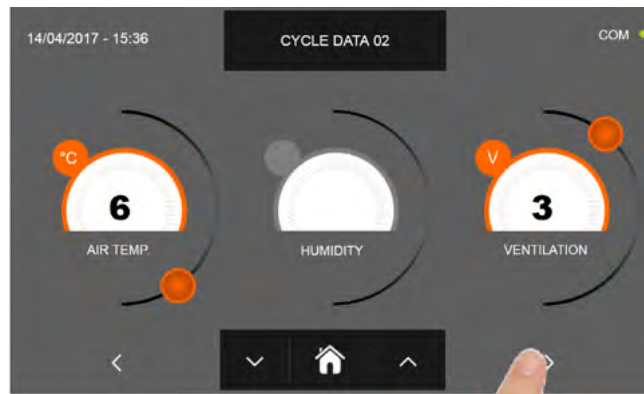 14/04/2017 - 15:36
CYCLE DATA 02
COM
°C
6
AIR TEMP.
HUMIDITY
V
3
VENTILATION